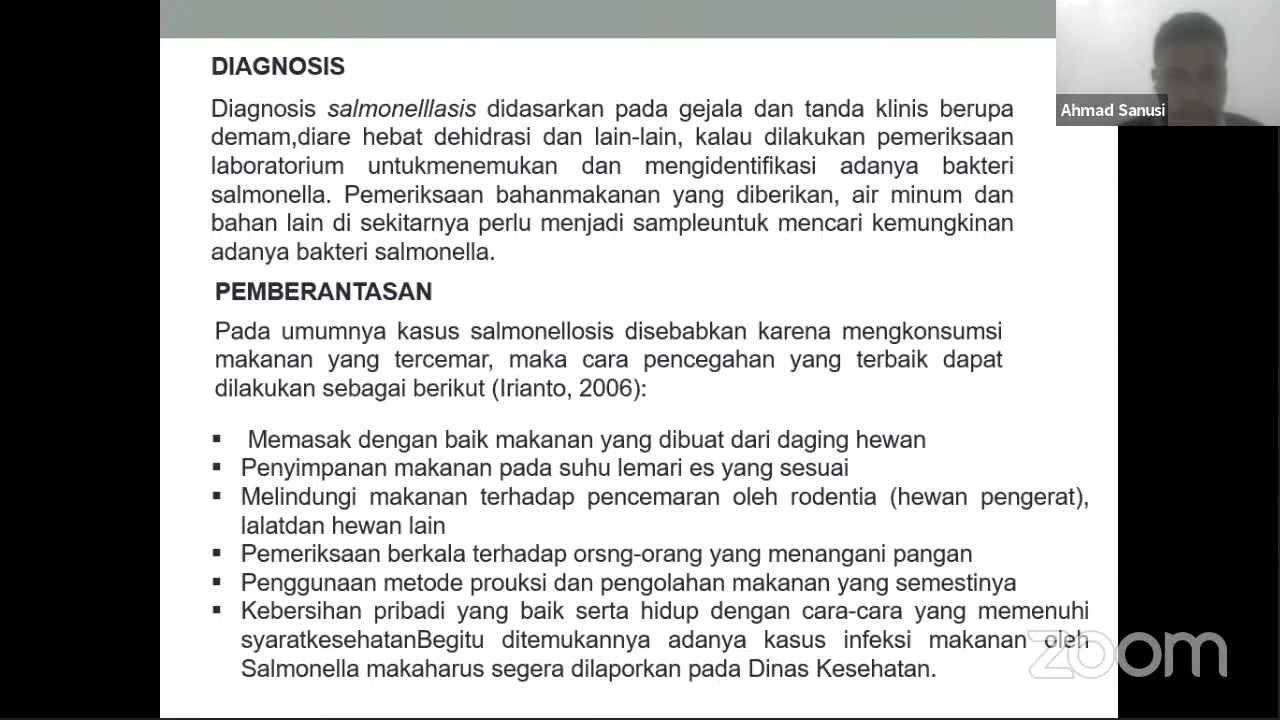 DIAGNOSIS
Diagnosis salmonelllasis didasarkan pada gejala dan tanda klinis berupa
demam,diare hebat dehidrasi dan lain-lain, kalau dilakukan pemeriksaan
laboratorium untukmenemukan dan mengidentifikasi adanya bakteri
salmonella. Pemeriksaan bahanmakanan yang diberikan, air minum dan
bahan lain di sekitarnya perlu menjadi sampleuntuk mencari kemungkinan
adanya bakteri salmonella.
PEMBERANTASAN
Pada umumnya kasus salmonellosis disebabkan karena mengkonsumsi
makanan yang tercemar, maka cara pencegahan yang terbaik dapat
dilakukan sebagai berikut (Irianto, 2006):
▪ Memasak dengan baik makanan yang dibuat dari daging hewan
▪ Penyimpanan makanan pada suhu lemari es yang sesuai
▪ Melindungi makanan terhadap pencemaran oleh rodentia (hewan pengerat),
lalatdan hewan lain
▪ Pemeriksaan berkala terhadap orsng-orang yang menangani pangan
▪ Penggunaan metode prouksi dan pengolahan makanan yang semestinya
▪ Kebersihan pribadi yang baik serta hidup dengan cara-cara yang memenuhi
syaratkesehatanBegitu ditemukannya adanya kasus infeksi makanan oleh
Salmonella makaharus segera dilaporkan pada Dinas Kesehatan.
Ahmad Sanusi
zoom